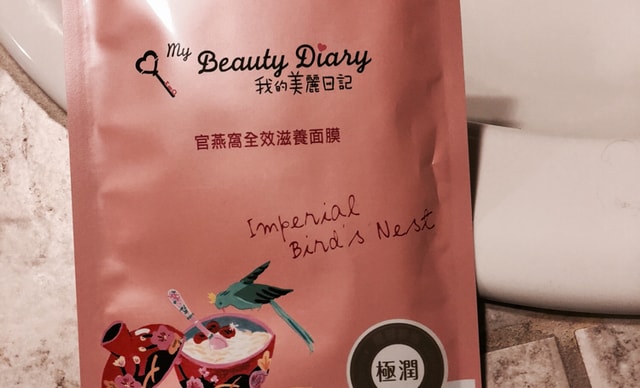 My Beauty Diary
我的美麗日記
官燕窩全效滋養面膜
Imperial
Bird's Nest
極潤